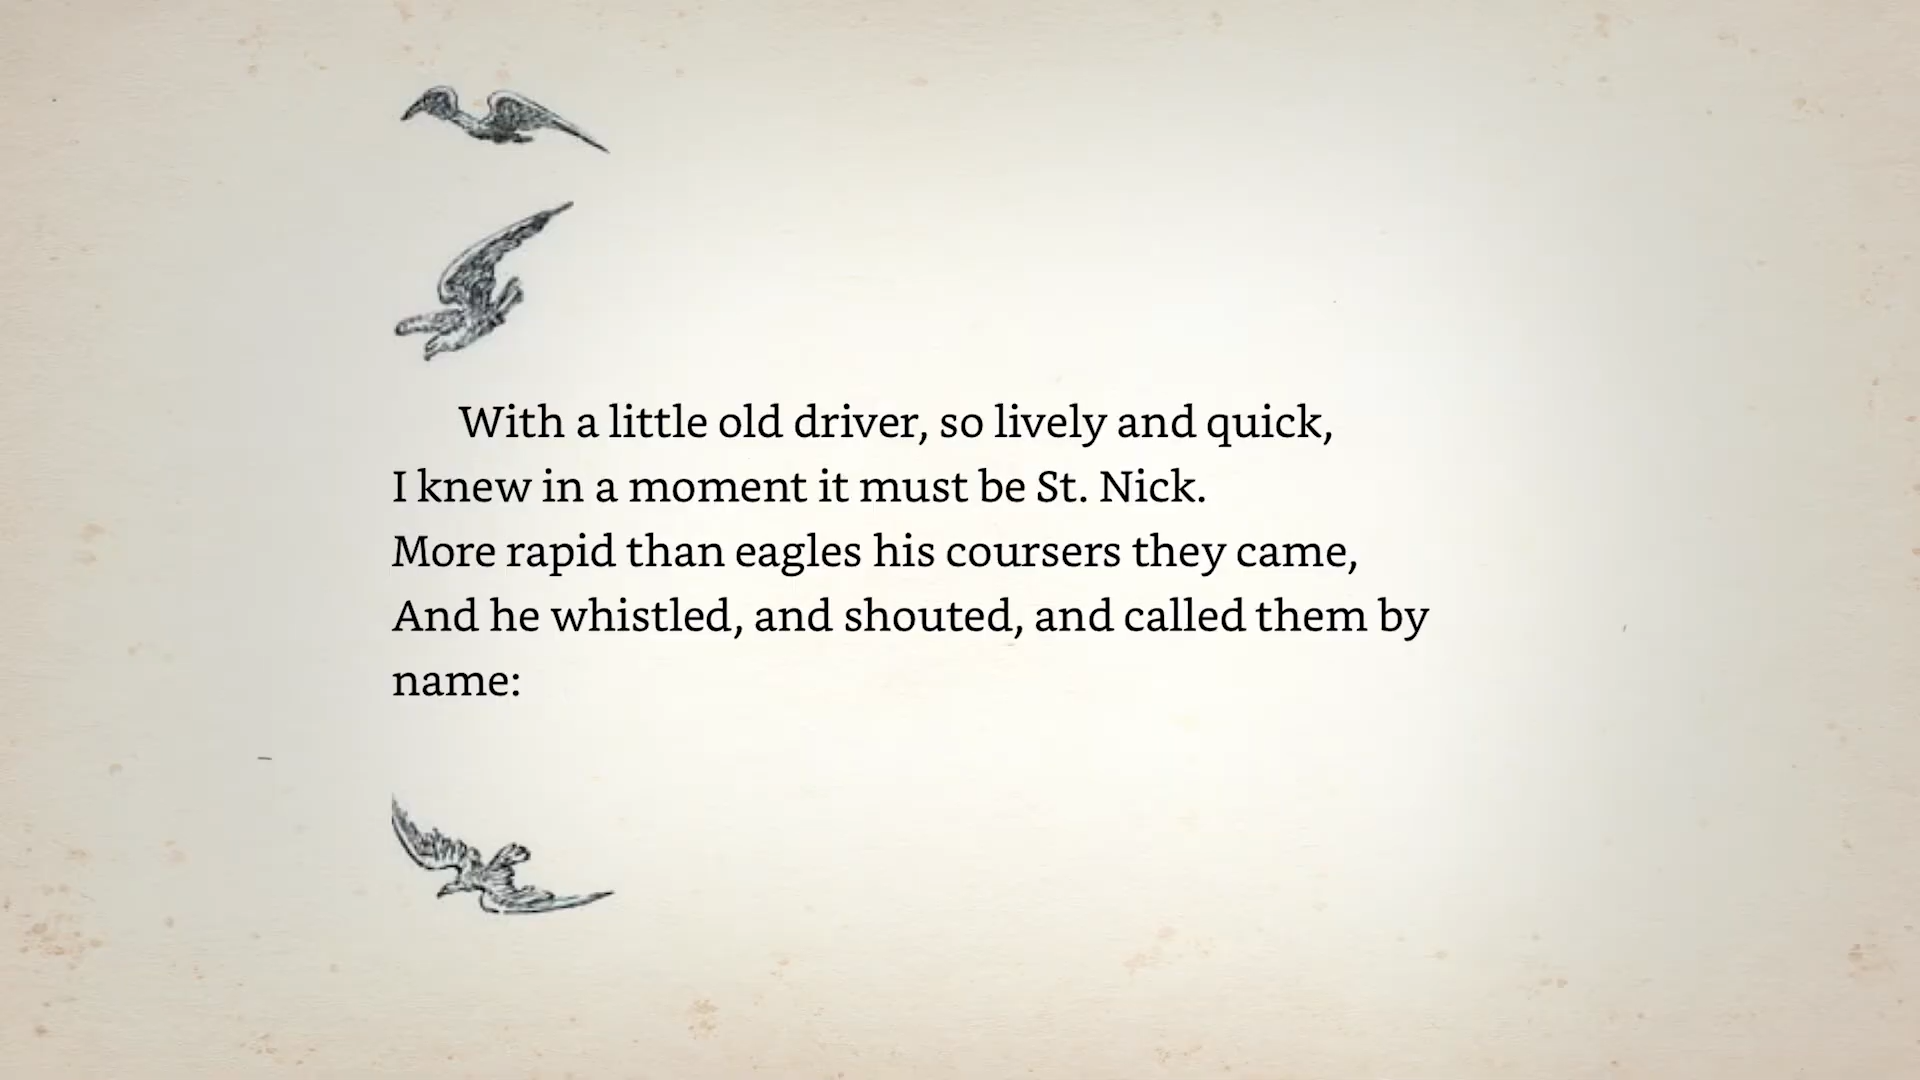 With a little old driver, so lively and quick,
I knew in a moment it must be St. Nick.
More rapid than eagles his coursers they came,
And he whistled, and shouted, and called them by
name: